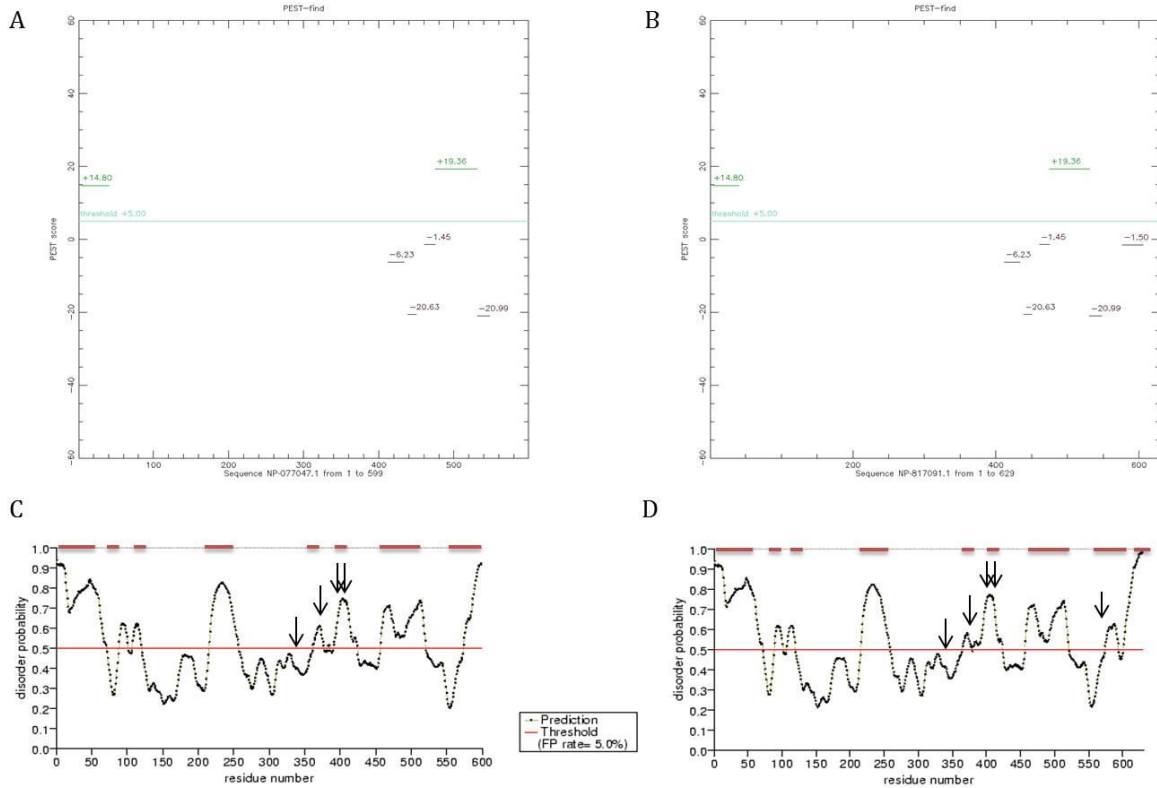 A
PEST-find
60
40
20
0
-20
-40
-60
PEST score
+14.80
+19.36
threshold +5.00
-1.45
-6.23
-20.63
-20.99
100
200
300
400
500
Sequence NP-077047.1 from 1 to 599
B
PEST-find
60
40
20
0
-20
-40
-60
PEST score
+14.80
+19.36
threshold +5.00
-1.45
-1.50
-6.23
-20.63
-20.99
200
400
600
Sequence NP-817091.1 from 1 to 629
C
1.0
0.9
0.8
0.7
0.6
0.5
0.4
0.3
0.2
0.1
0.0
disorder probability
0 50 100 150 200 250 300 350 400 450 500 550 600
residue number
Prediction
Threshold
(FP rate= 5.0%)
D
1.0
0.9
0.8
0.7
0.6
0.5
0.4
0.3
0.2
0.1
0.0
disorder probability
0 50 100 150 200 250 300 350 400 450 500 550 600
residue number